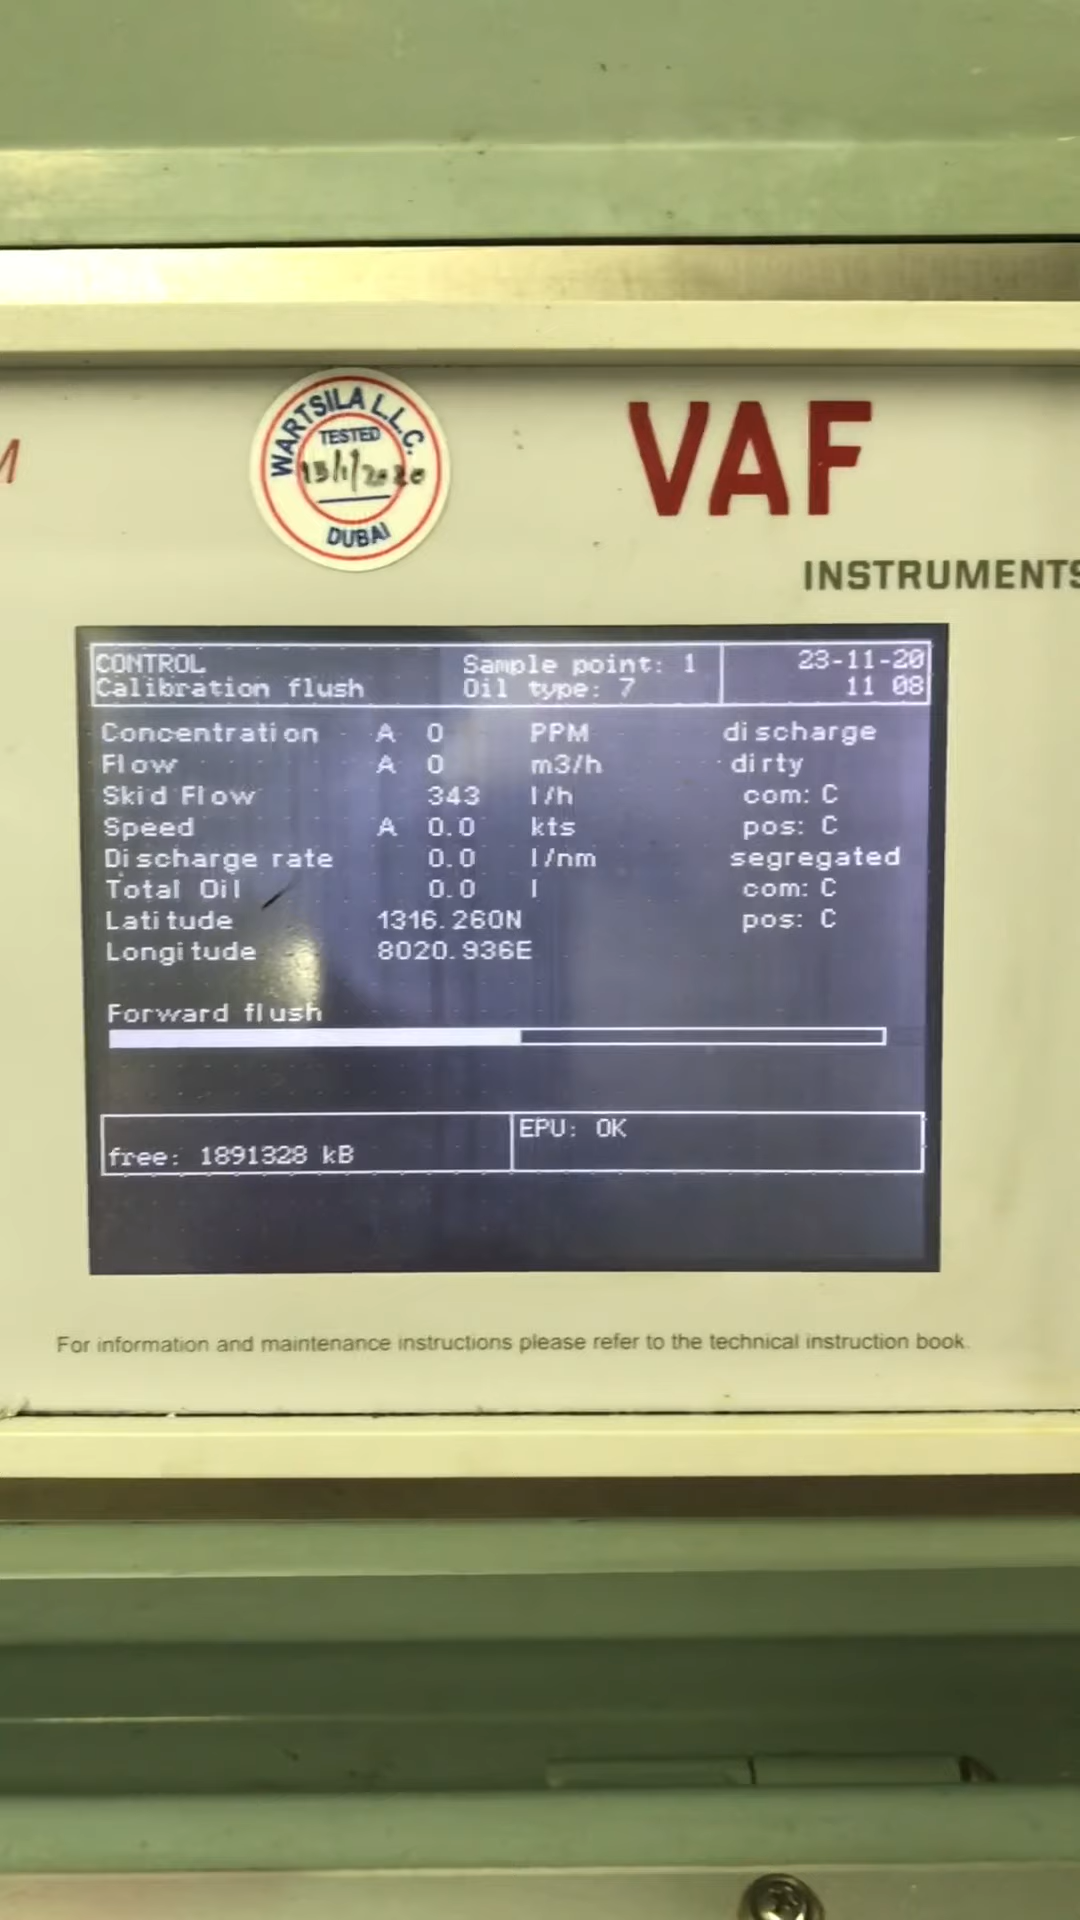 WARTSILA L.L.C.
TESTED
DUBAI
VAF
INSTRUMENTS
CONTROL Sample point: 1 23-11-20
Calibration flush Oil type: 7 11 08
Concentration A 0 PPM discharge
Flow A 0 m3/h dirty
Skid Flow 343 l/h com: C
Speed A 0.0 kts pos: C
Discharge rate 0.0 l/nm segregated
Total Oil 0.0 l com: C
Latitude 1316.260N pos: C
Longitude 8020.936E
Forward flush
EPU: OK
free: 1891328 kB
For information and maintenance instructions please refer to the technical instruction book.